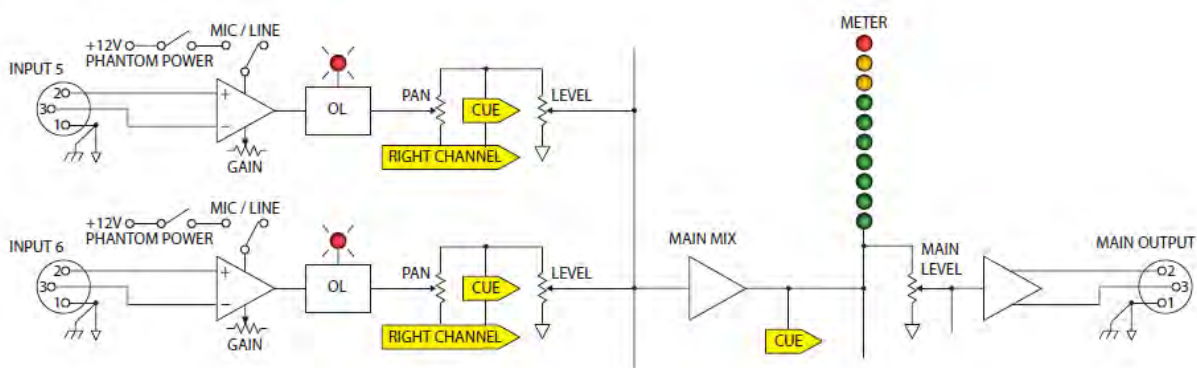 METER
MIC / LINE
+12V
PHANTOM POWER
INPUT 5
2
3
1
+
−
GAIN
OL
PAN
CUE
LEVEL
RIGHT CHANNEL
MIC / LINE
+12V
PHANTOM POWER
INPUT 6
2
3
1
+
−
GAIN
OL
PAN
CUE
LEVEL
RIGHT CHANNEL
MAIN MIX
CUE
MAIN
LEVEL
MAIN OUTPUT
2
3
1